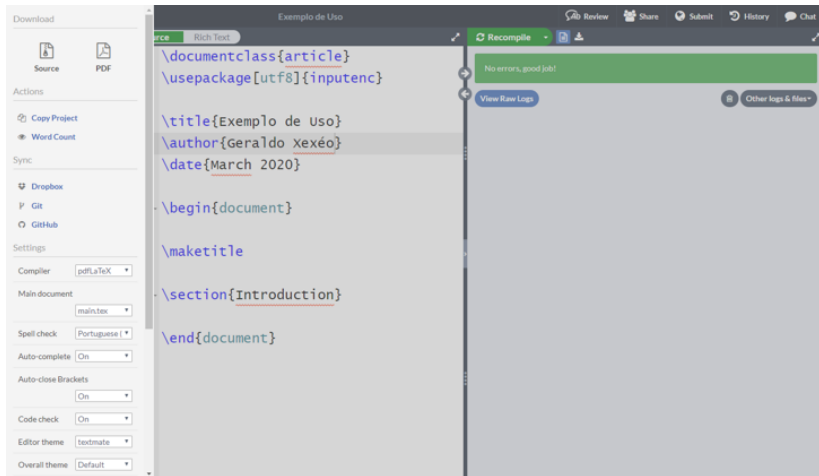 Download
Source
PDF
Actions
Copy Project
Word Count
Sync
Dropbox
Git
GitHub
Settings
Compiler pdfLaTeX
Main document
main.tex
Spell check Portuguese (
Auto-complete On
Auto-close Brackets
On
Code check On
Editor theme textmate
Overall theme Default
Exemplo de Uso
Review Share Submit History Chat
urce Rich Text
\documentclass{article}
\usepackage[utf8]{inputenc}
\title{Exemplo de Uso}
\author{Geraldo Xexéo}
\date{March 2020}
\begin{document}
\maketitle
\section{Introduction}
\end{document}
Recompile
No errors, good job!
View Raw Logs
Other logs & files